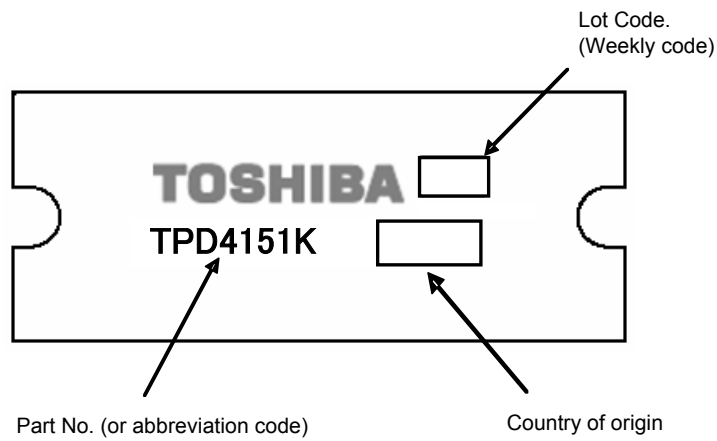 Lot Code.
(Weekly code)
TOSHIBA
TPD4151K
Part No. (or abbreviation code)
Country of origin